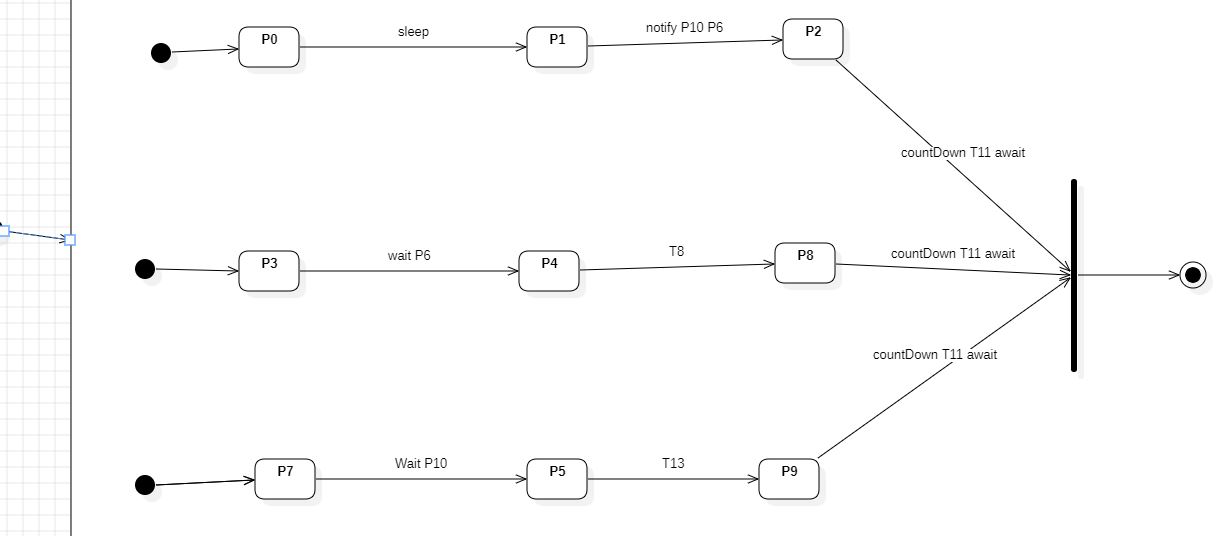 P0
sleep
P1
notify P10 P6
P2
countDown T11 await
P3
wait P6
P4
T8
P8
countDown T11 await
countDown T11 await
P7
Wait P10
P5
T13
P9